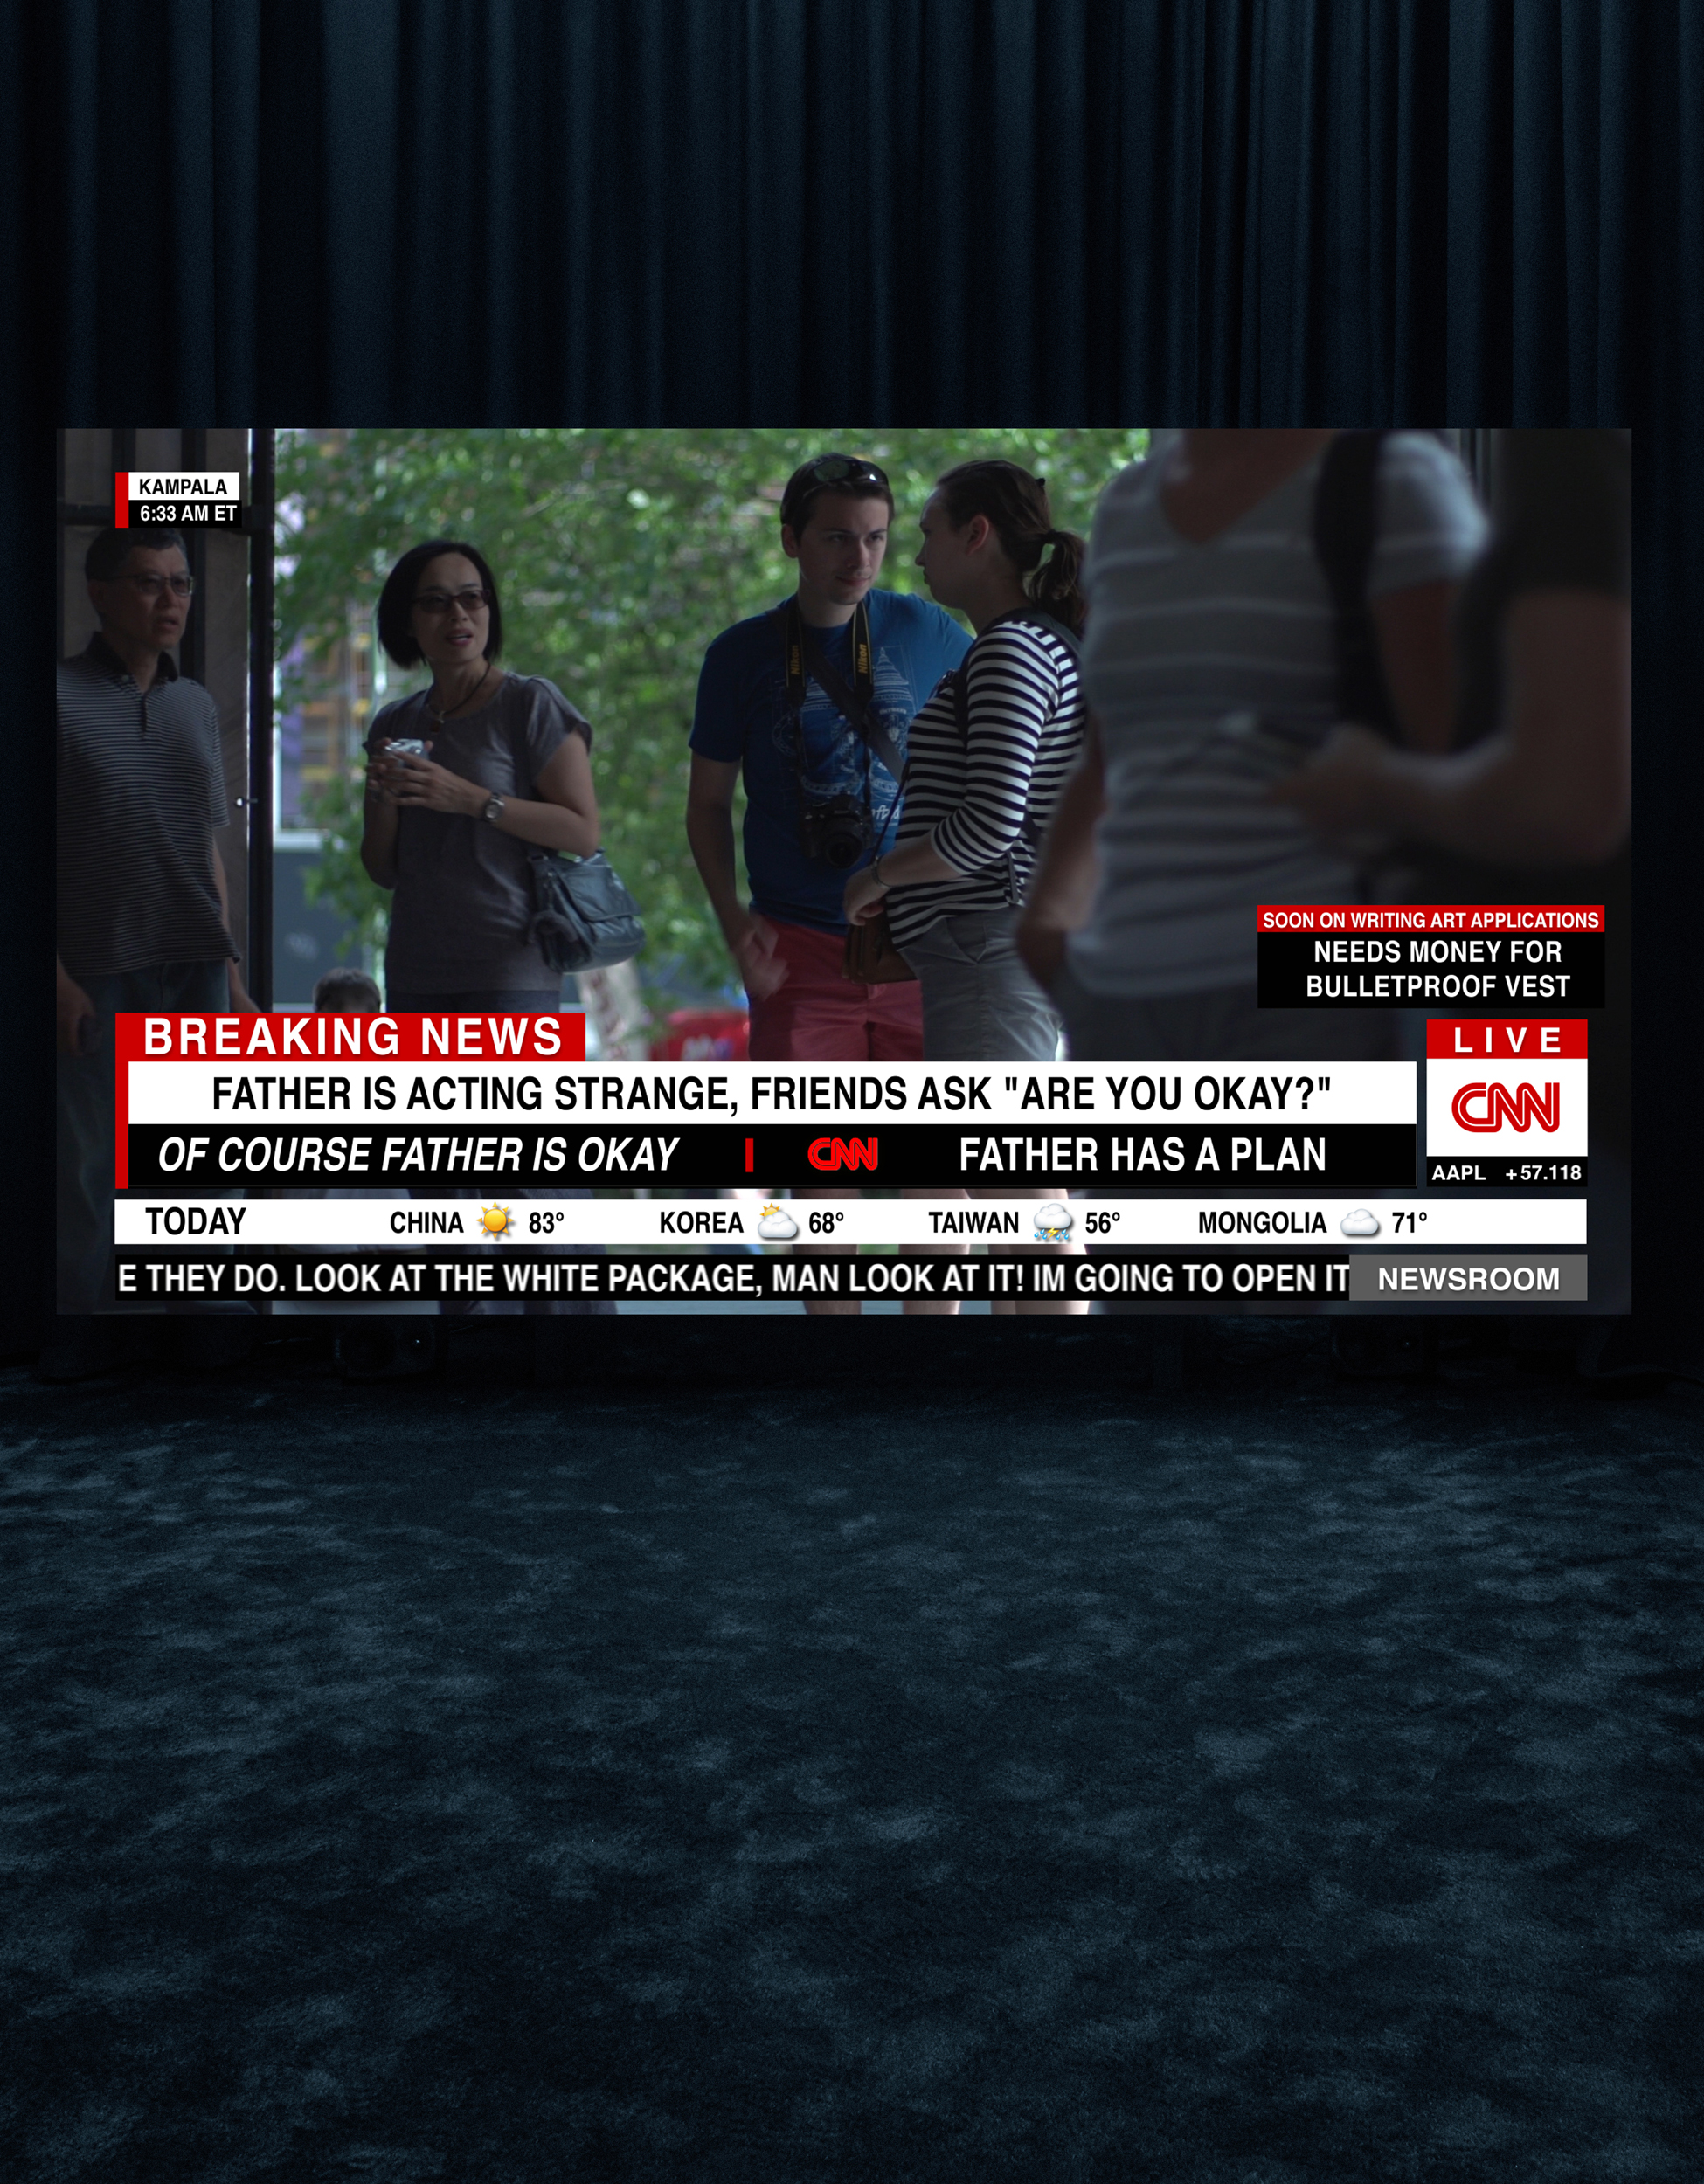 KAMPALA
6:33 AM ET
Nikon
Nikon
SOON ON WRITING ART APPLICATIONS
NEEDS MONEY FOR
BULLETPROOF VEST
BREAKING NEWS
LIVE
FATHER IS ACTING STRANGE, FRIENDS ASK "ARE YOU OKAY?"
CNN
OF COURSE FATHER IS OKAY | CNN FATHER HAS A PLAN
AAPL +57.118
TODAY CHINA 83° KOREA 68° TAIWAN 56° MONGOLIA 71°
E THEY DO. LOOK AT THE WHITE PACKAGE, MAN LOOK AT IT! IM GOING TO OPEN IT
NEWSROOM